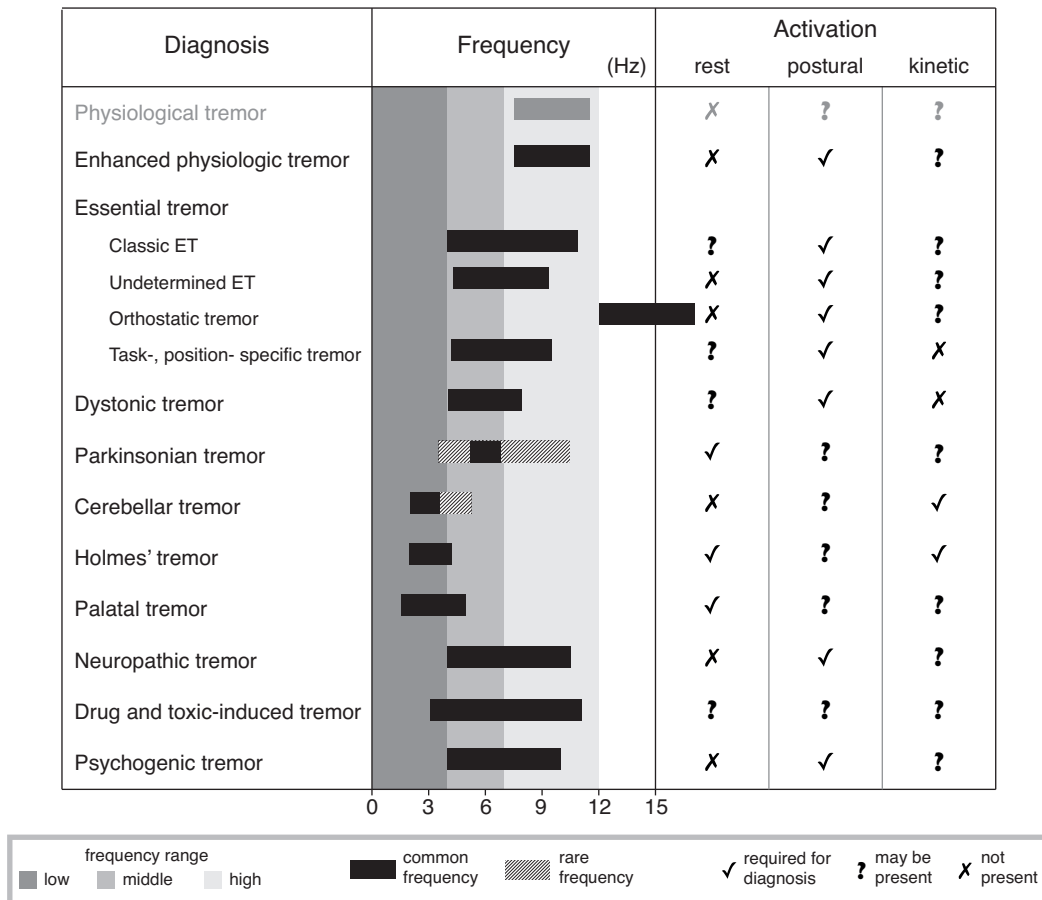 Diagnosis Frequency (Hz) Activation
rest postural kinetic
Physiological tremor ✗ ? ?
Enhanced physiologic tremor ✗ ✓ ?
Essential tremor
Classic ET ? ✓ ?
Undetermined ET ✗ ✓ ?
Orthostatic tremor ✗ ✓ ?
Task-, position- specific tremor ? ✓ ✗
Dystonic tremor ? ✓ ✗
Parkinsonian tremor ✓ ? ?
Cerebellar tremor ✗ ? ✓
Holmes’ tremor ✓ ? ✓
Palatal tremor ✓ ? ?
Neuropathic tremor ✗ ✓ ?
Drug and toxic-induced tremor ? ? ?
Psychogenic tremor ✗ ✓ ?
0 3 6 9 12 15
frequency range
low middle high
common frequency
rare frequency
✓ required for diagnosis
? may be present
✗ not present